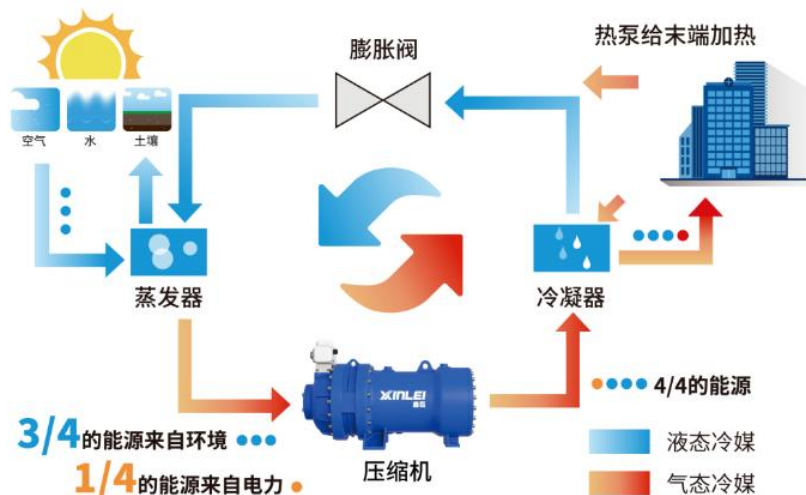 膨胀阀
热泵给末端加热
空气
水
土壤
蒸发器
冷凝器
XINLEI
鑫磊
压缩机
3/4的能源来自环境
1/4的能源来自电力
4/4的能源
液态冷媒
气态冷媒